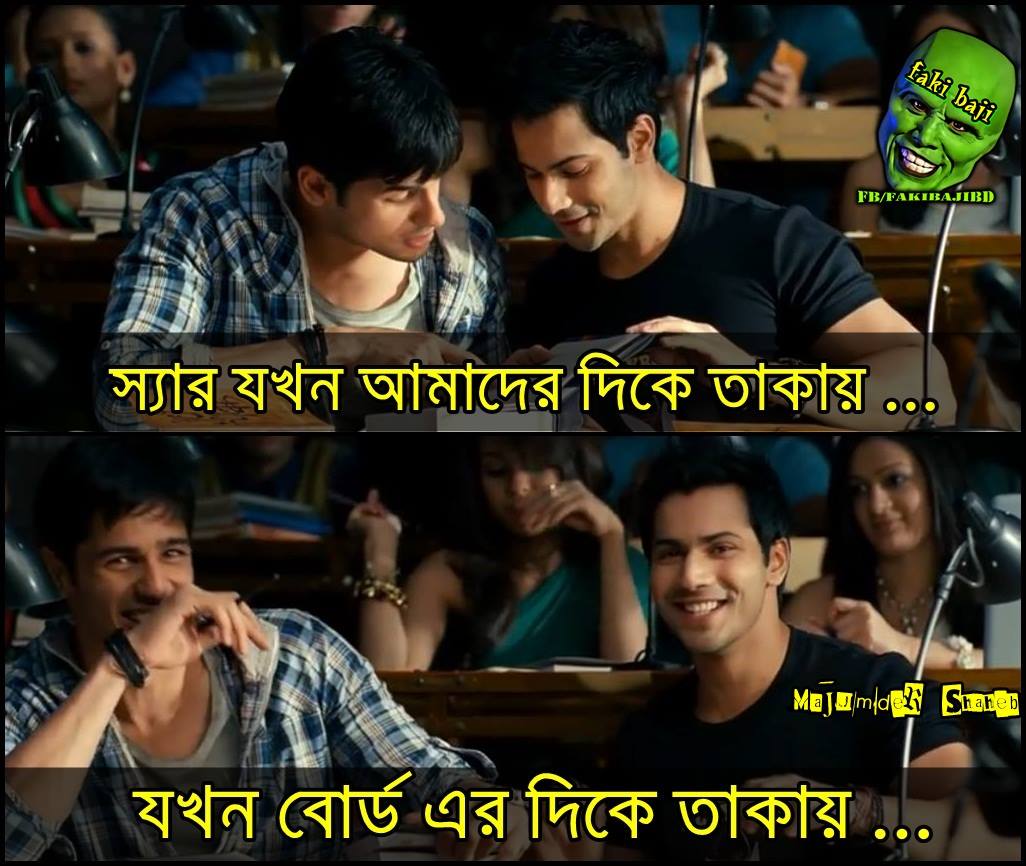 faki baji
FB/FAKIBAJIBD
স্যার যখন আমাদের দিকে তাকায় ...
Majumder Shaheb
যখন বোর্ড এর দিকে তাকায় ...